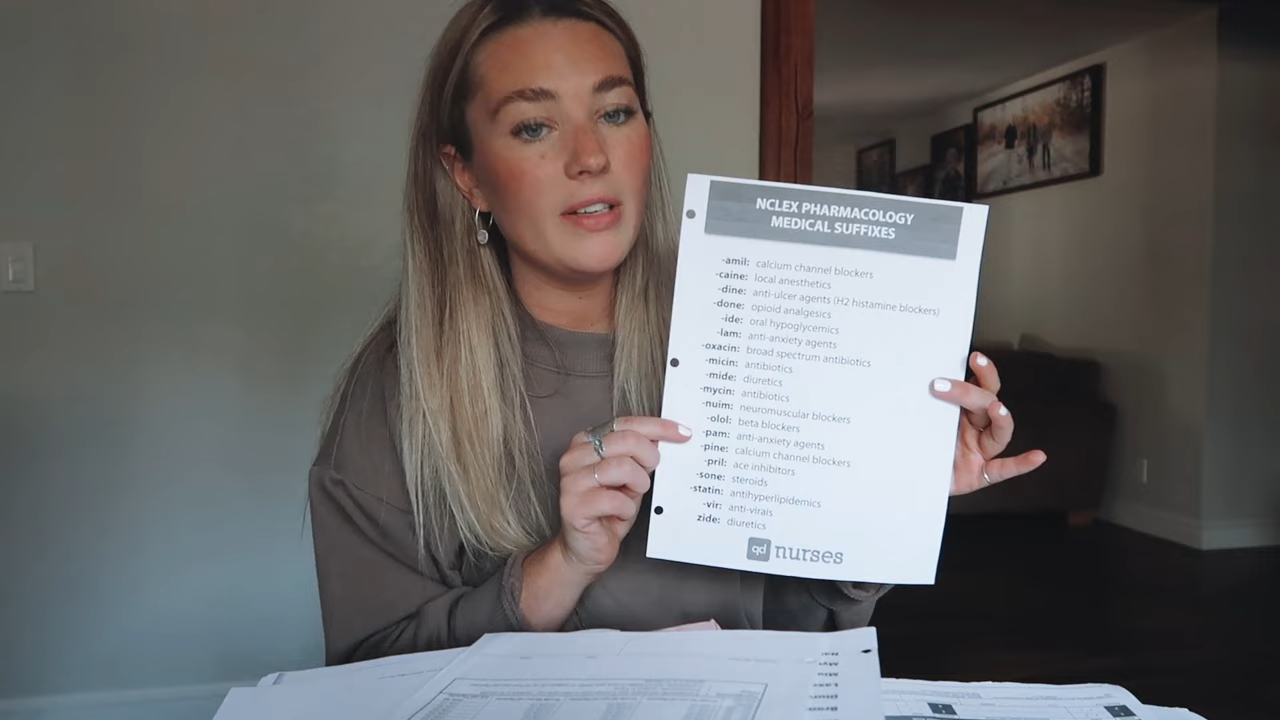 NCLEX PHARMACOLOGY
MEDICAL SUFFIXES
-amil: calcium channel blockers
-caine: local anesthetics
-dine: anti-ulcer agents (H2 histamine blockers)
-done: opioid analgesics
-ide: oral hypoglycemics
-lam: anti-anxiety agents
-oxacin: broad spectrum antibiotics
-micin: antibiotics
-mide: diuretics
-mycin: antibiotics
-nuim: neuromuscular blockers
-olol: beta blockers
-pam: anti-anxiety agents
-pine: calcium channel blockers
-pril: ace inhibitors
-sone: steroids
-statin: antihyperlipidemics
-vir: anti-virais
zide: diuretics
qd nurses